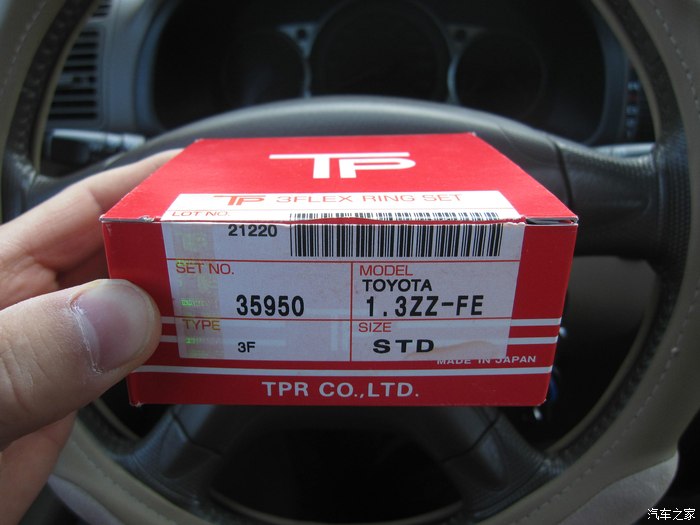 TP
TP 3FLEX RING SET
LOT NO.
21220
SET NO.
35950
MODEL
TOYOTA
1.3ZZ-FE
TYPE
3F
SIZE
STD
MADE IN JAPAN
TPR CO.,LTD.
汽车之家